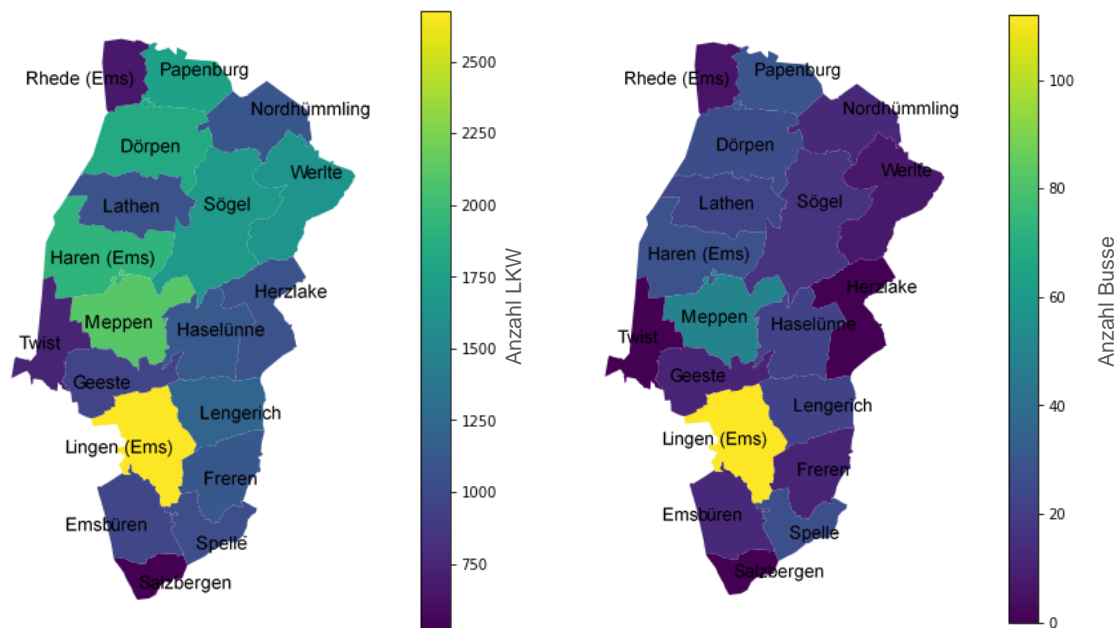 Rhede (Ems)
Papenburg
Nordhümmling
Dörpen
Werlte
Lathen
Sögel
Haren (Ems)
Herzlake
Meppen
Haselünne
Twist
Geeste
Lengerich
Lingen (Ems)
Freren
Emsbüren
Spelle
Salzbergen
2500
2250
2000
1750
1500
1250
1000
750
Anzahl LKW
Rhede (Ems)
Papenburg
Nordhümmling
Dörpen
Werlte
Lathen
Sögel
Haren (Ems)
Herzlake
Meppen
Haselünne
Twist
Geeste
Lengerich
Lingen (Ems)
Freren
Emsbüren
Spelle
Salzbergen
100
80
60
40
20
0
Anzahl Busse